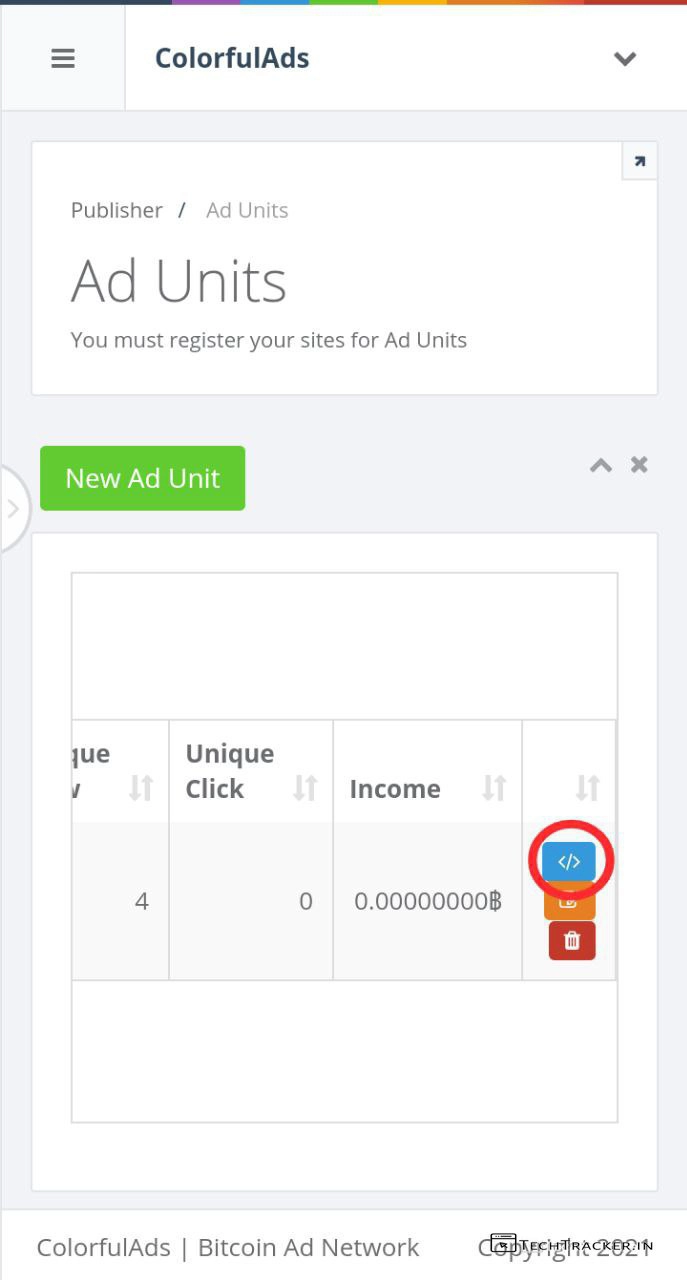 ColorfulAds
Publisher / Ad Units
Ad Units
You must register your sites for Ad Units
New Ad Unit
Unique
Click
Income
4
0
0.00000000฿
</>
ColorfulAds | Bitcoin Ad Network
Copyright 2021
TECHTRACKER.IN